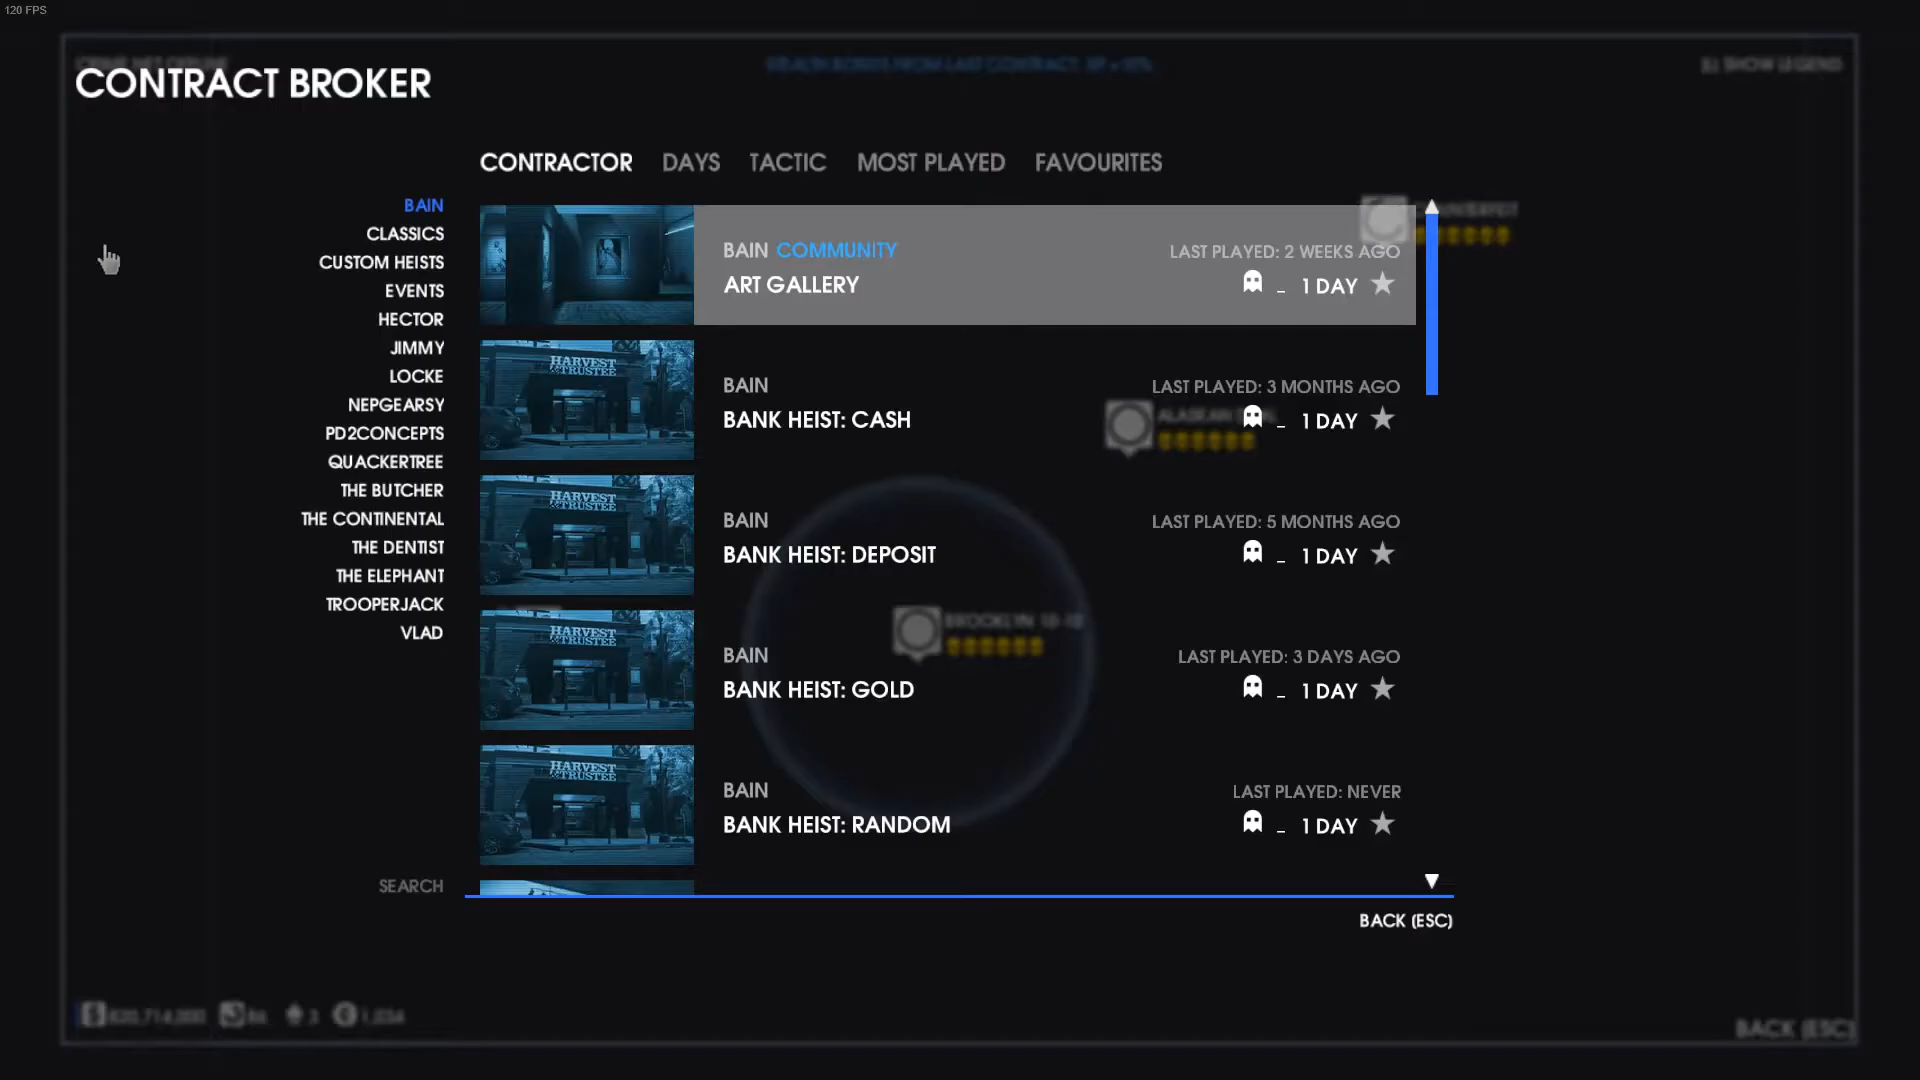 120 FPS
CONTRACT BROKER
CONTRACTOR DAYS TACTIC MOST PLAYED FAVOURITES
BAIN
CLASSICS
CUSTOM HEISTS
EVENTS
HECTOR
JIMMY
LOCKE
NEPGEARSY
PD2CONCEPTS
QUACKERTREE
THE BUTCHER
THE CONTINENTAL
THE DENTIST
THE ELEPHANT
TROOPERJACK
VLAD
SEARCH
BAIN COMMUNITY LAST PLAYED: 2 WEEKS AGO
ART GALLERY 1 DAY
HARVEST
& TRUSTEE
BAIN LAST PLAYED: 3 MONTHS AGO
BANK HEIST: CASH 1 DAY
HARVEST
& TRUSTEE
BAIN LAST PLAYED: 5 MONTHS AGO
BANK HEIST: DEPOSIT 1 DAY
BROOKLYN 10-10
HARVEST
& TRUSTEE
BAIN LAST PLAYED: 3 DAYS AGO
BANK HEIST: GOLD 1 DAY
HARVEST
& TRUSTEE
BAIN LAST PLAYED: NEVER
BANK HEIST: RANDOM 1 DAY
BACK (ESC)
BACK (ESC)